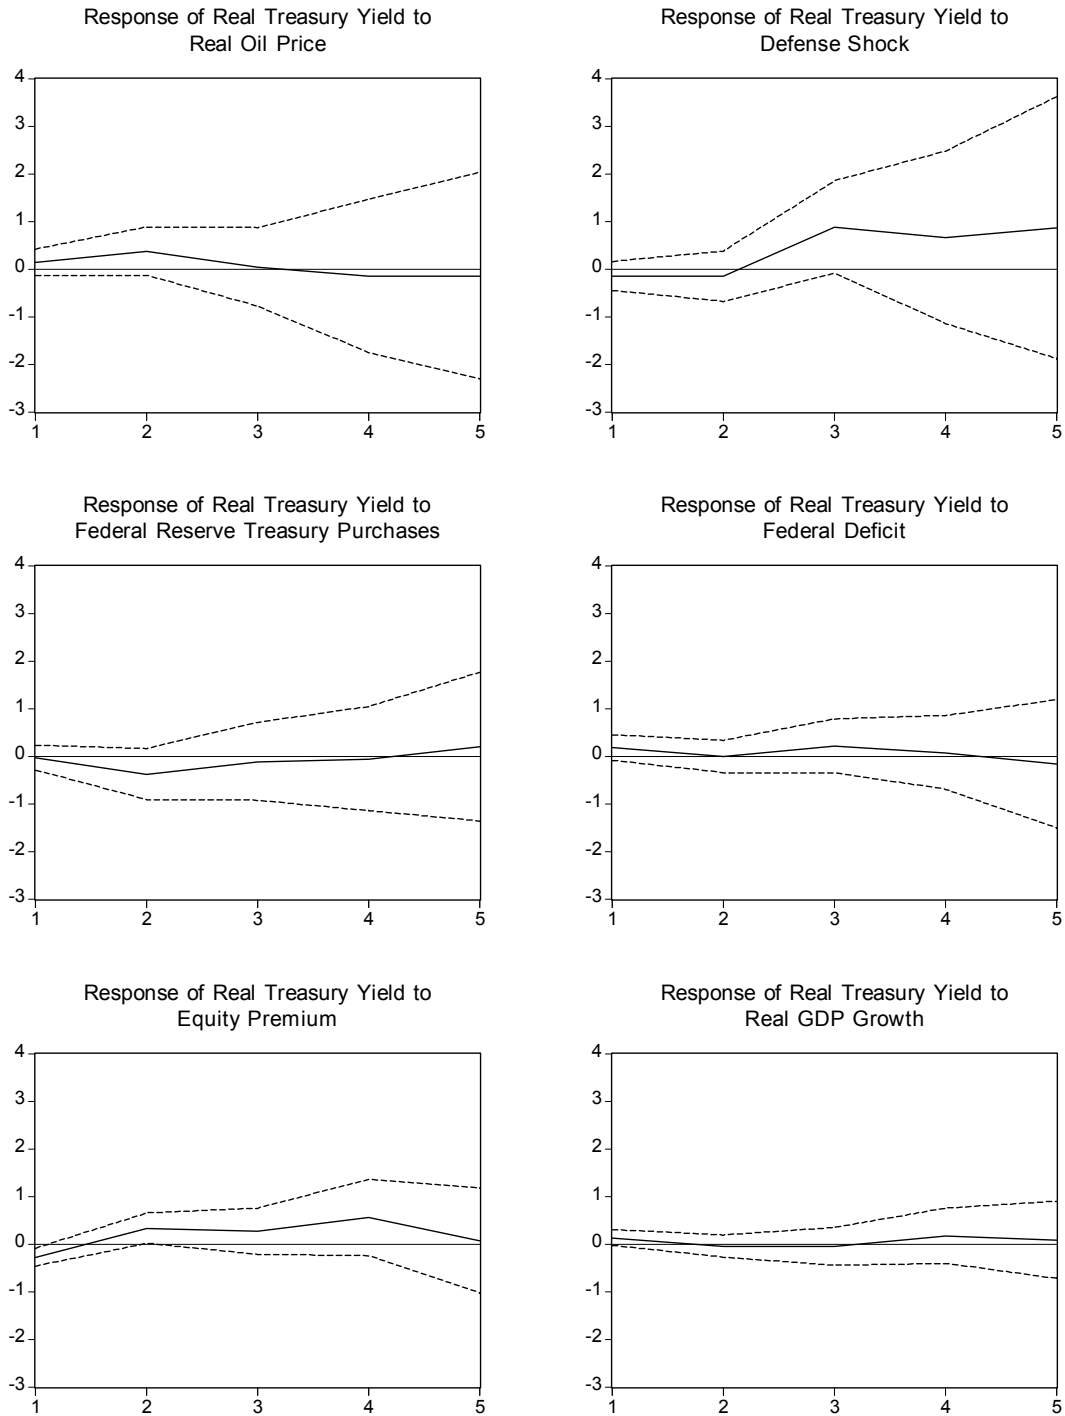 Response of Real Treasury Yield to
Real Oil Price
4
3
2
1
0
-1
-2
-3
1 2 3 4 5
Response of Real Treasury Yield to
Defense Shock
4
3
2
1
0
-1
-2
-3
1 2 3 4 5
Response of Real Treasury Yield to
Federal Reserve Treasury Purchases
4
3
2
1
0
-1
-2
-3
1 2 3 4 5
Response of Real Treasury Yield to
Federal Deficit
4
3
2
1
0
-1
-2
-3
1 2 3 4 5
Response of Real Treasury Yield to
Equity Premium
4
3
2
1
0
-1
-2
-3
1 2 3 4 5
Response of Real Treasury Yield to
Real GDP Growth
4
3
2
1
0
-1
-2
-3
1 2 3 4 5